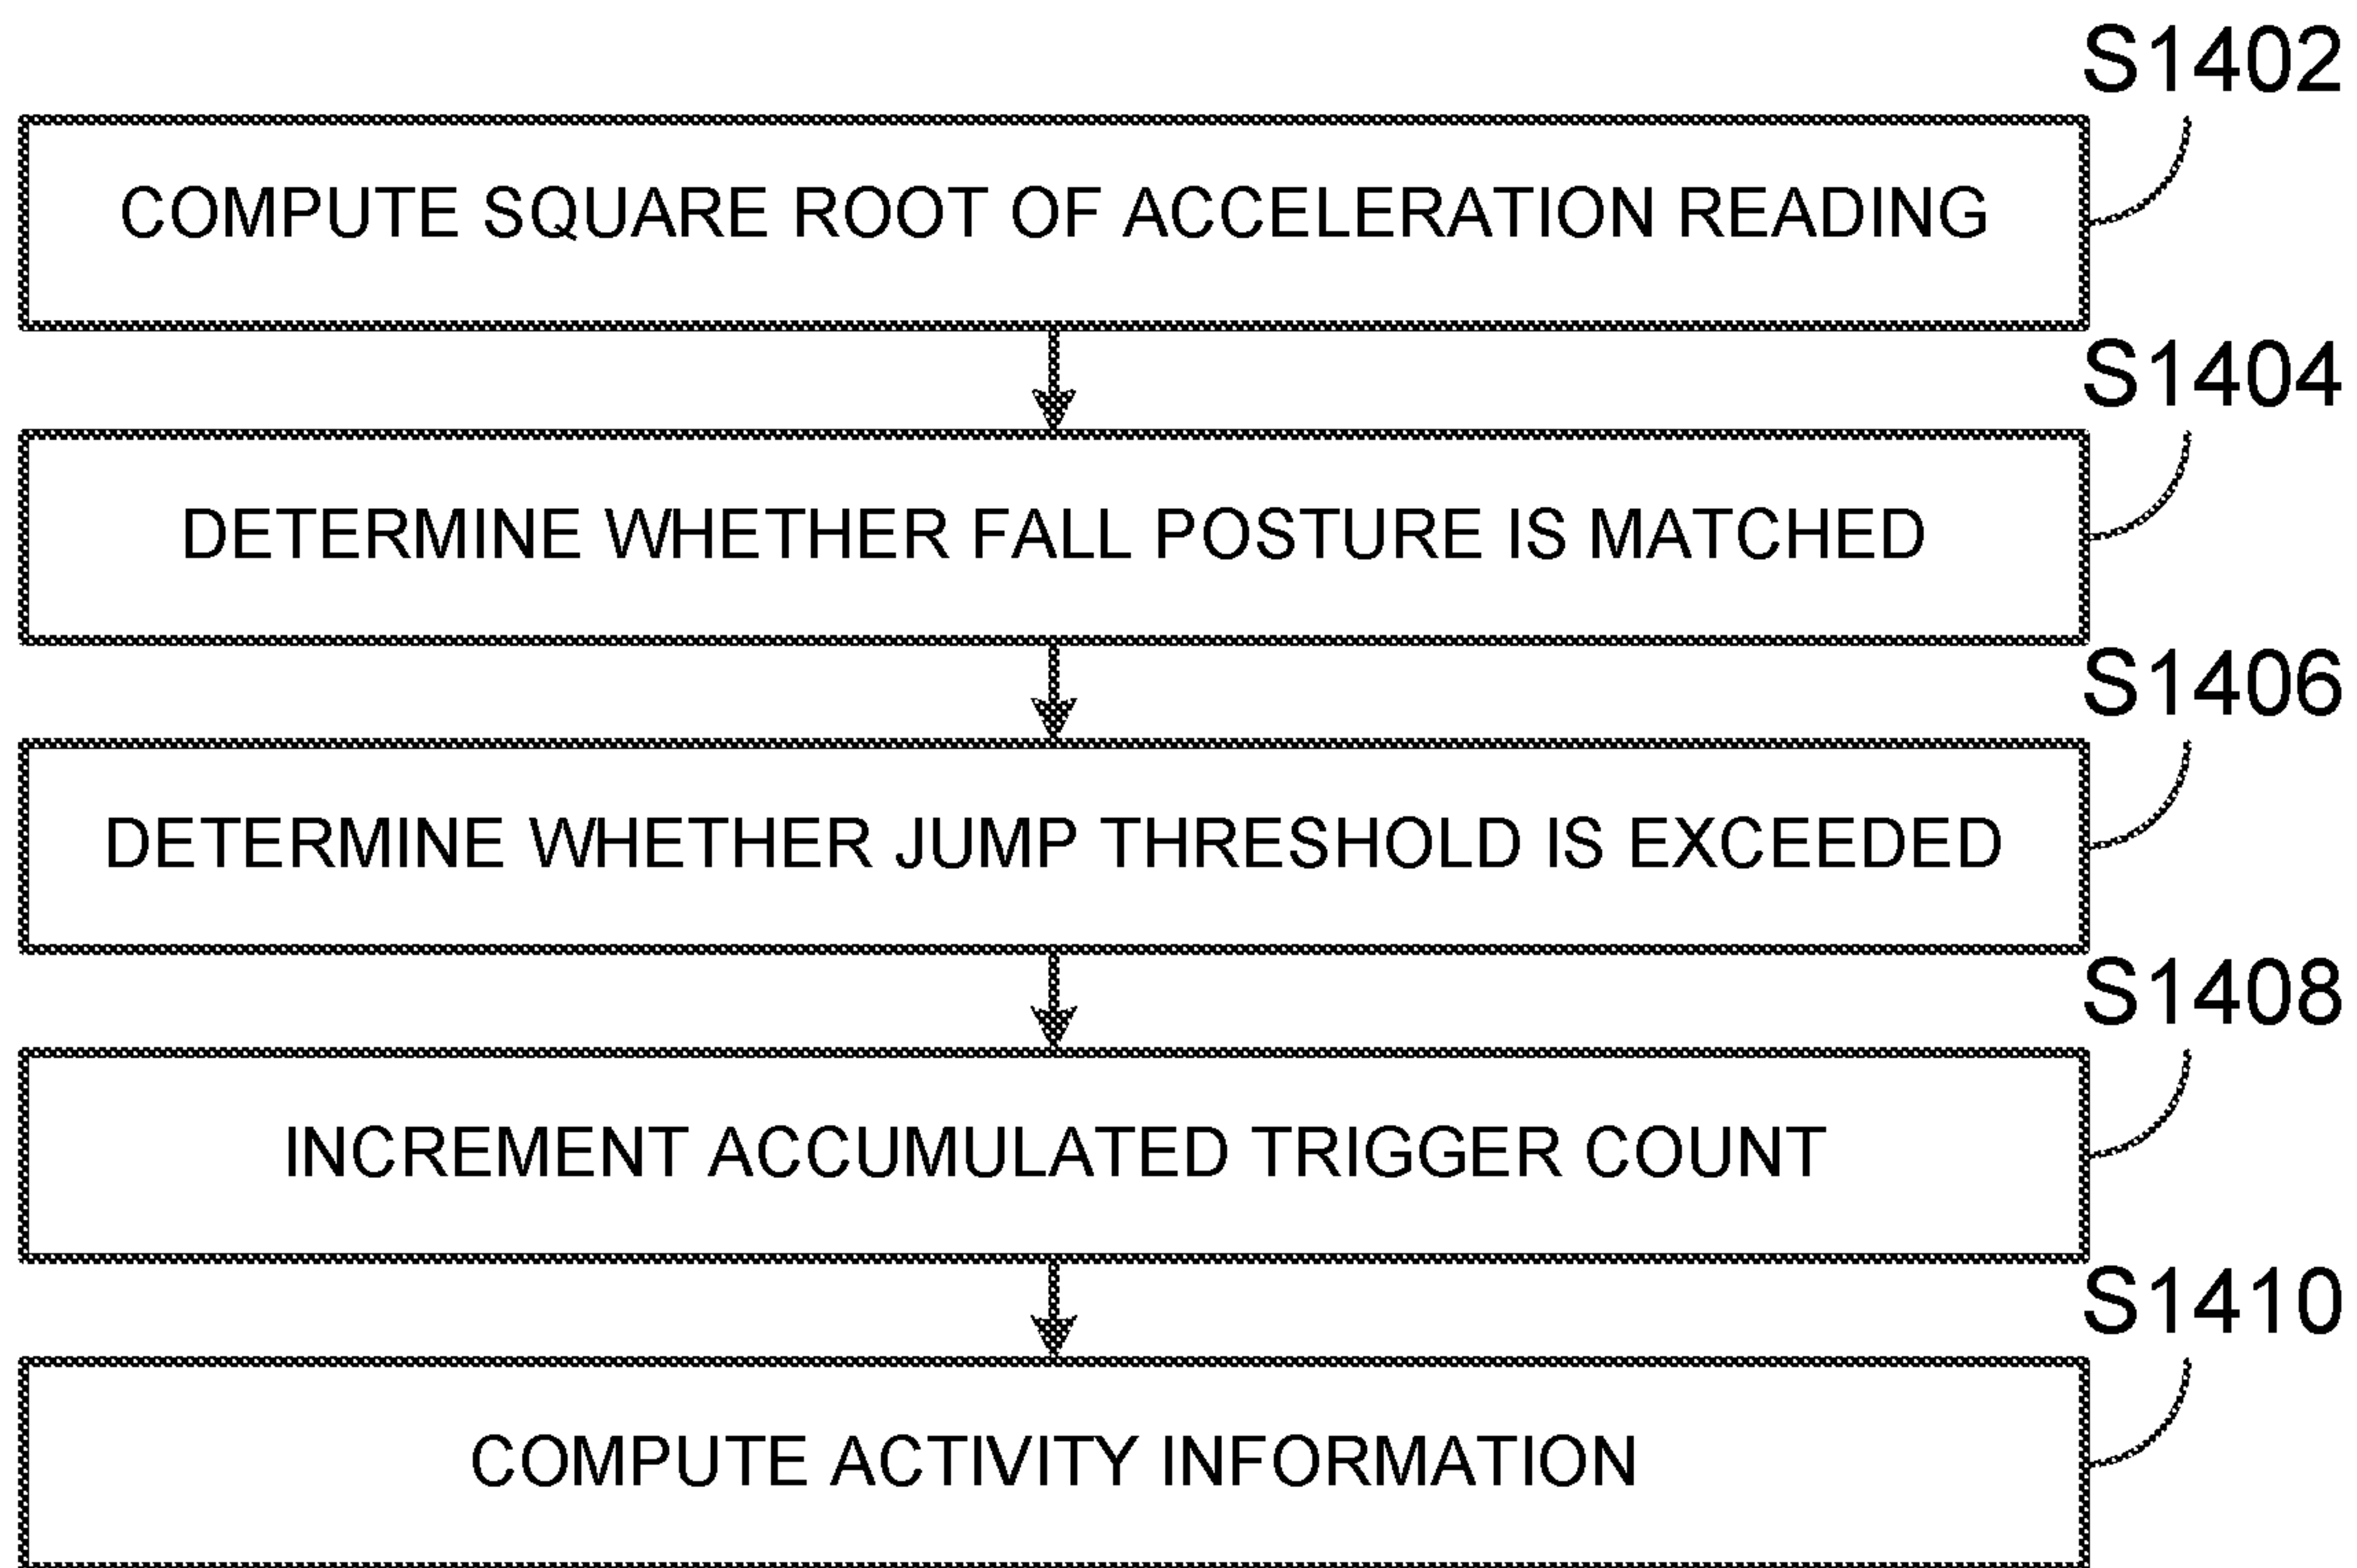 S1402
COMPUTE SQUARE ROOT OF ACCELERATION READING
S1404
DETERMINE WHETHER FALL POSTURE IS MATCHED
S1406
DETERMINE WHETHER JUMP THRESHOLD IS EXCEEDED
S1408
INCREMENT ACCUMULATED TRIGGER COUNT
S1410
COMPUTE ACTIVITY INFORMATION